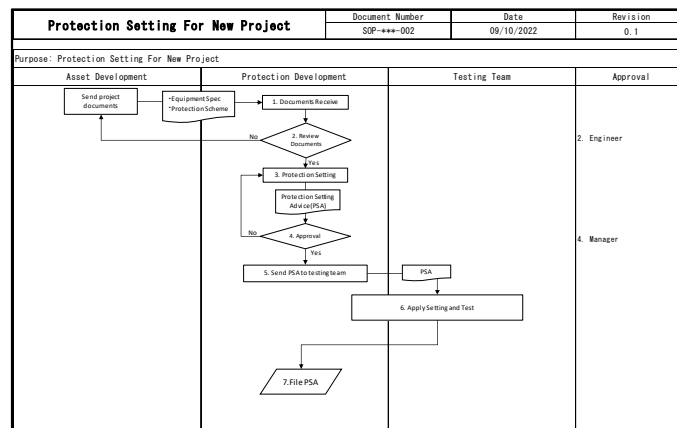 Protection Setting For New Project
Document Number
Date
Revision
SOP-***-002
09/10/2022
0.1
Purpose: Protection Setting For New Project
Asset Development
Protection Development
Testing Team
Approval
Send project
documents
•Equipment Spec
•Protection Scheme
1. Documents Receive
No
2. Review
Documents
2. Engineer
Yes
3. Protection Setting
Protection Setting
Advice(PSA)
No
4. Approval
4. Manager
Yes
5. Send PSA to testing team
PSA
6. Apply Setting and Test
7.File PSA